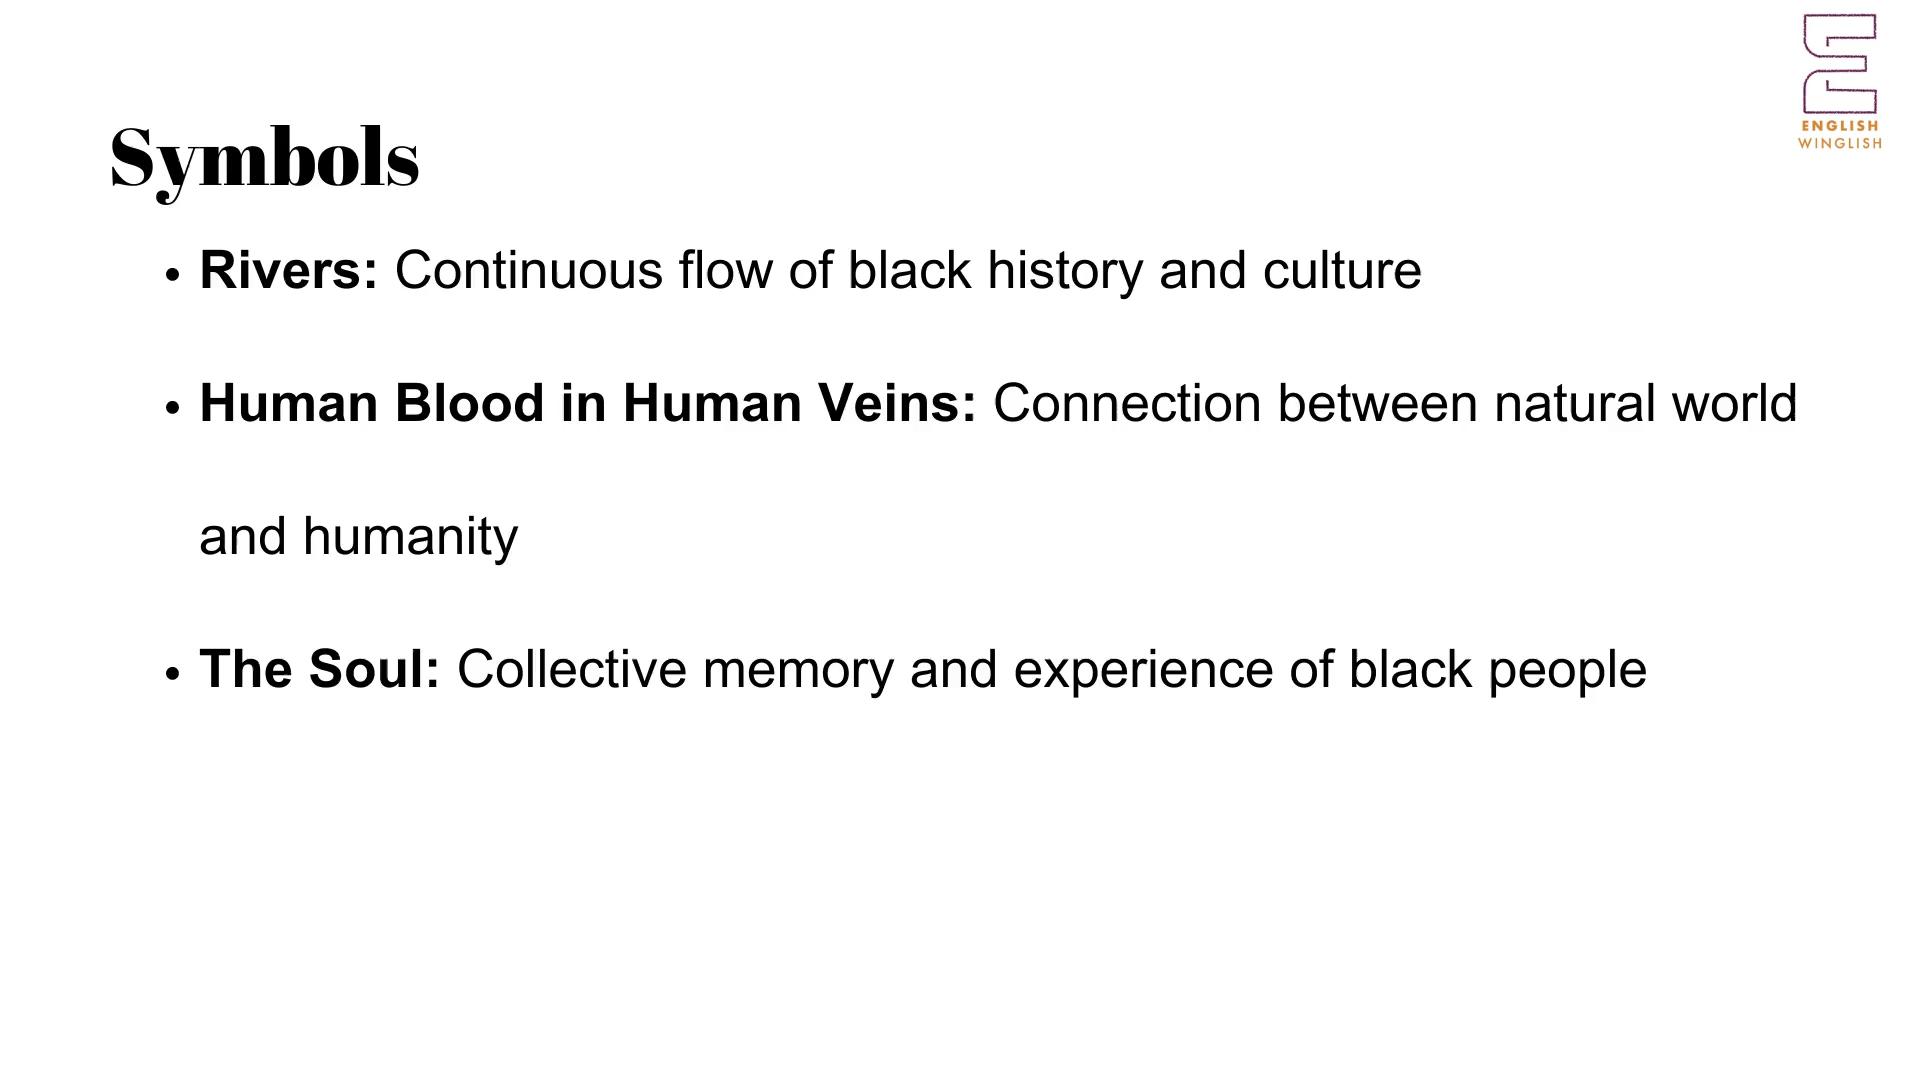 ENGLISH
WINGLISH
Symbols
• Rivers: Continuous flow of black history and culture
• Human Blood in Human Veins: Connection between natural world
and humanity
• The Soul: Collective memory and experience of black people